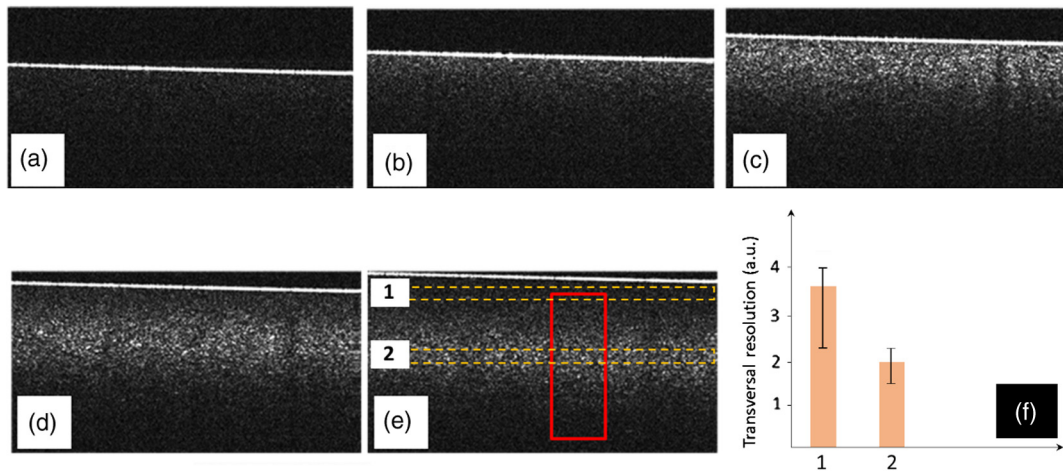 (a)
(b)
(c)
(d)
1
2
(e)
Transversal resolution (a.u.)
4
3
2
1
1 2
(f)